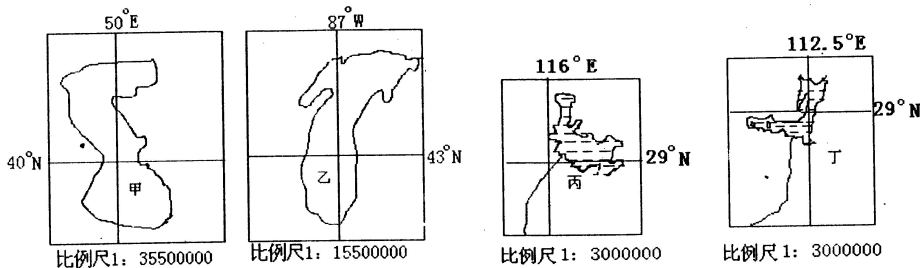 50°E
40°N
甲
比例尺1：35500000
87°W
43°N
乙
比例尺1：15500000
116°E
29°N
丙
比例尺1：3000000
112.5°E
29°N
丁
比例尺1：3000000